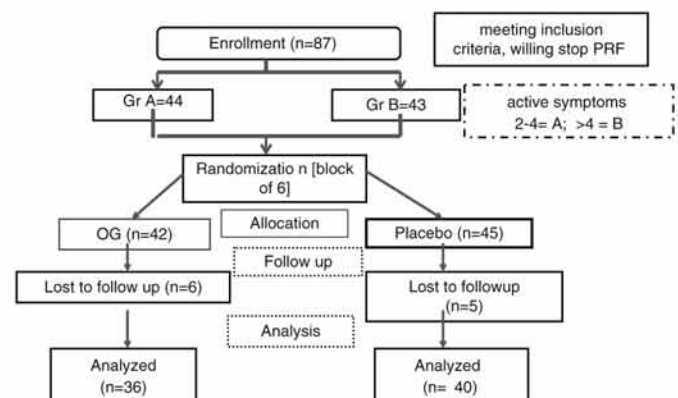 Enrollment (n=87)
meeting inclusion
criteria, willing stop PRF
Gr A=44
Gr B=43
active symptoms
2-4= A; >4 = B
Randomizatio n [block
of 6]
Allocation
OG (n=42)
Placebo (n=45)
Follow up
Lost to follow up (n=6)
Lost to followup
(n=5)
Analysis
Analyzed
(n=36)
Analyzed
(n= 40)